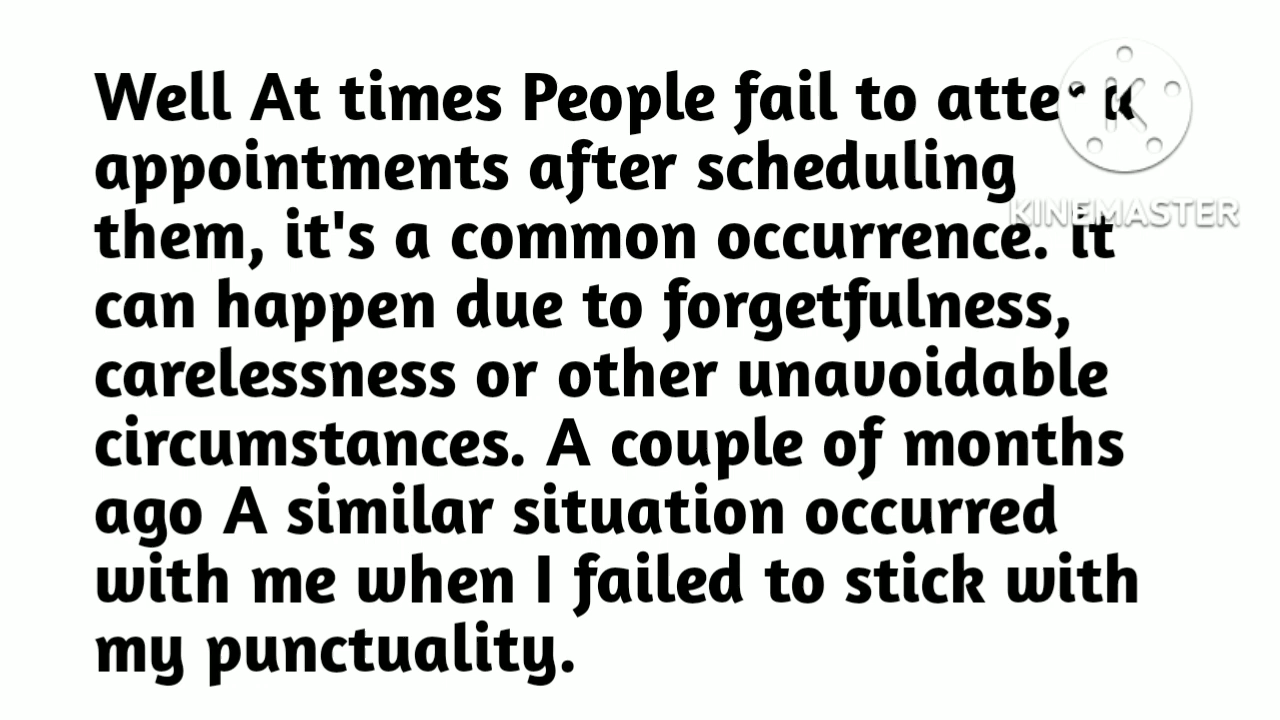 Well At times People fail to attend
appointments after scheduling
them, it's a common occurrence. It
can happen due to forgetfulness,
carelessness or other unavoidable
circumstances. A couple of months
ago A similar situation occurred
with me when I failed to stick with
my punctuality.
KINEMASTER